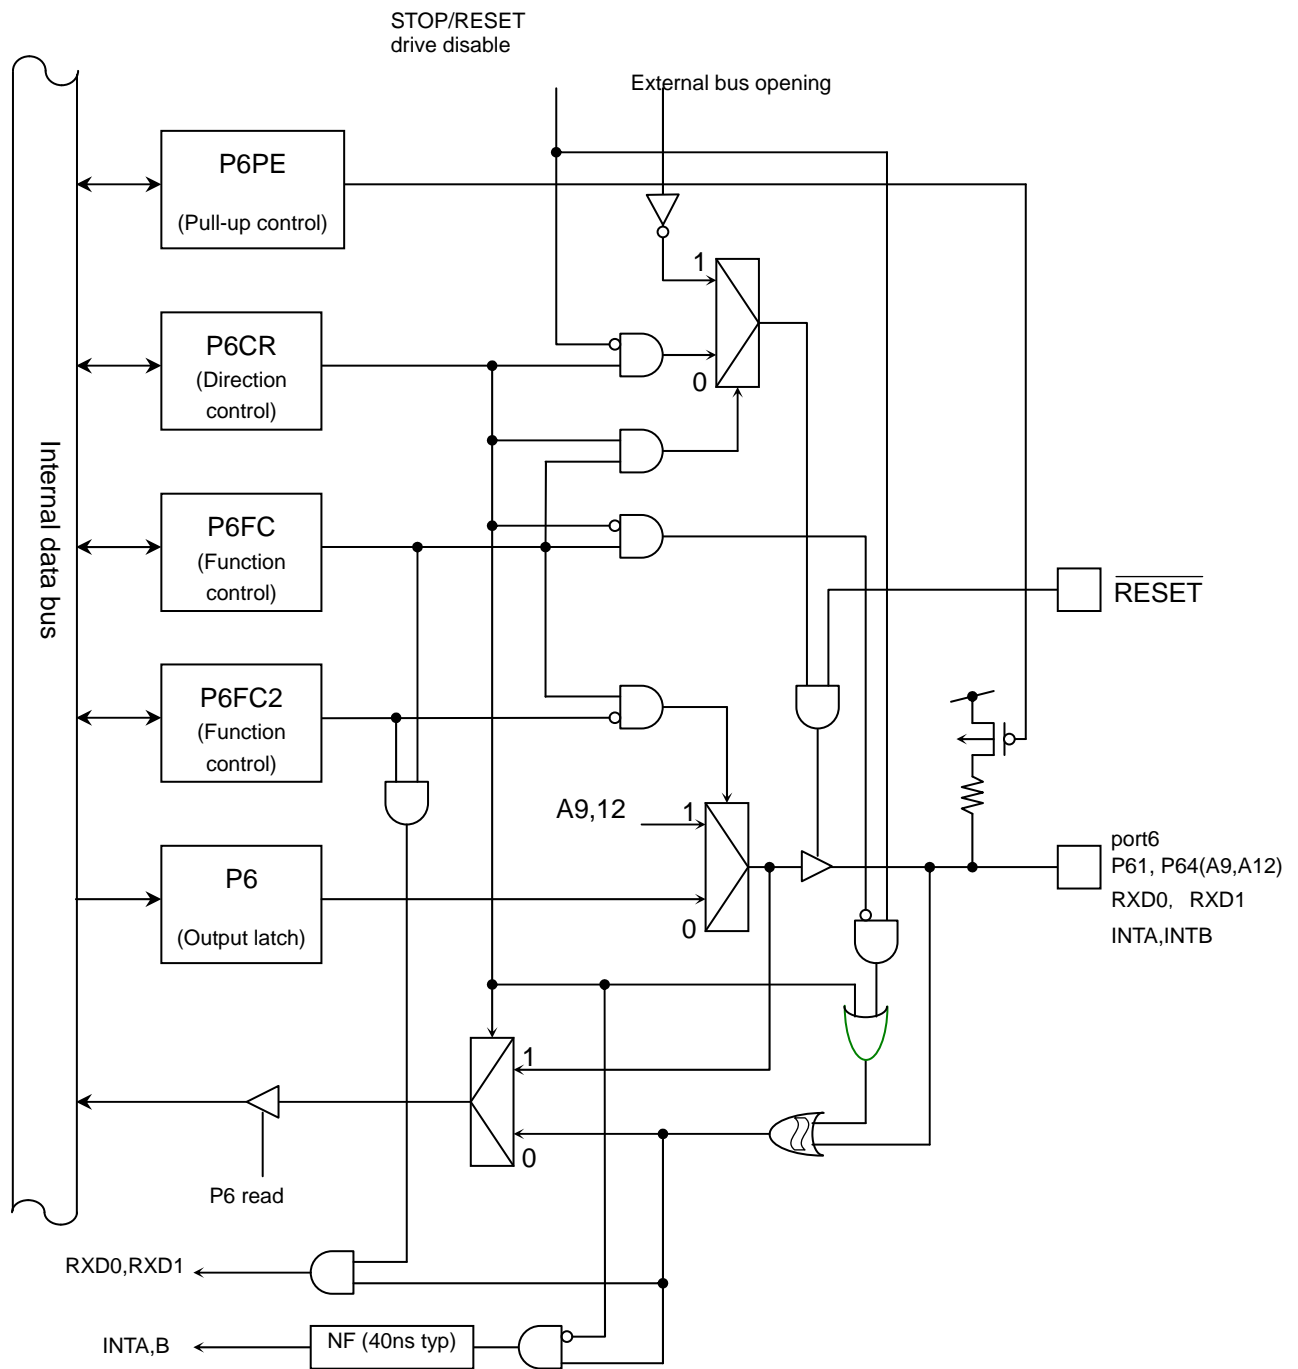 STOP/RESET
drive disable
External bus opening
P6PE
(Pull-up control)
1
P6CR
(Direction
control)
0
Internal data bus
P6FC
(Function
control)
RESET
P6FC2
(Function
control)
A9,12
1
port6
P61, P64(A9,A12)
RXD0, RXD1
INTA,INTB
P6
(Output latch)
0
1
0
P6 read
RXD0,RXD1
INTA,B
NF (40ns typ)